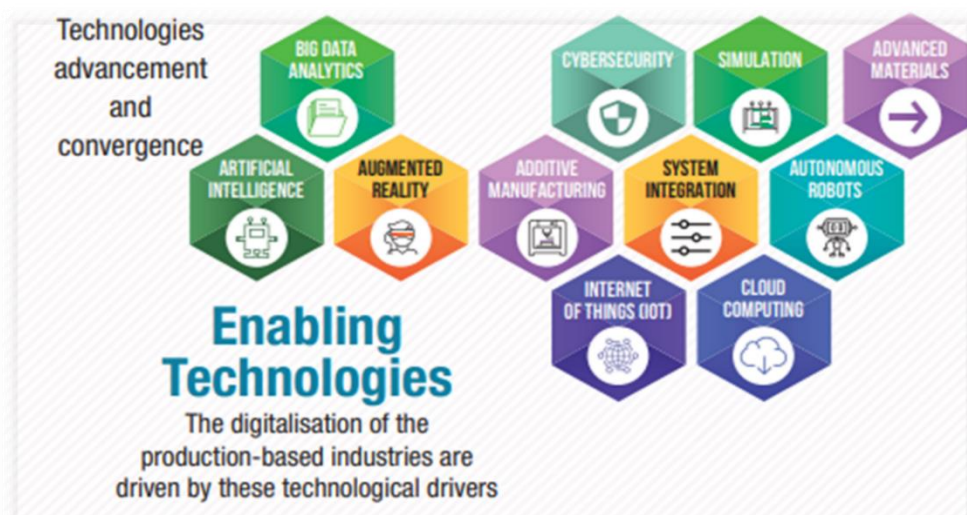 Technologies
advancement
and
convergence
BIG DATA
ANALYTICS
CYBERSECURITY
SIMULATION
ADVANCED
MATERIALS
ARTIFICIAL
INTELLIGENCE
AUGMENTED
REALITY
ADDITIVE
MANUFACTURING
SYSTEM
INTEGRATION
AUTONOMOUS
ROBOTS
INTERNET
OF THINGS (IOT)
CLOUD
COMPUTING
Enabling
Technologies
The digitalisation of the
production-based industries are
driven by these technological drivers